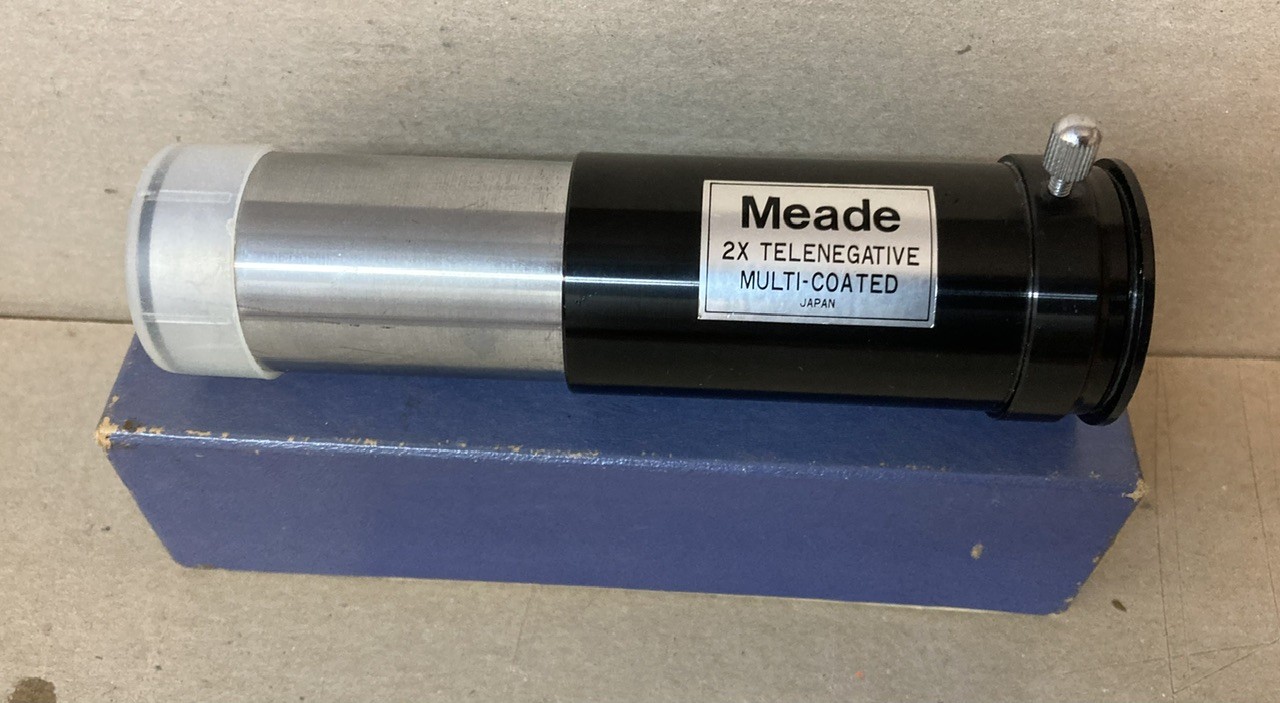 Meade
2X TELENEGATIVE
MULTI-COATED
JAPAN